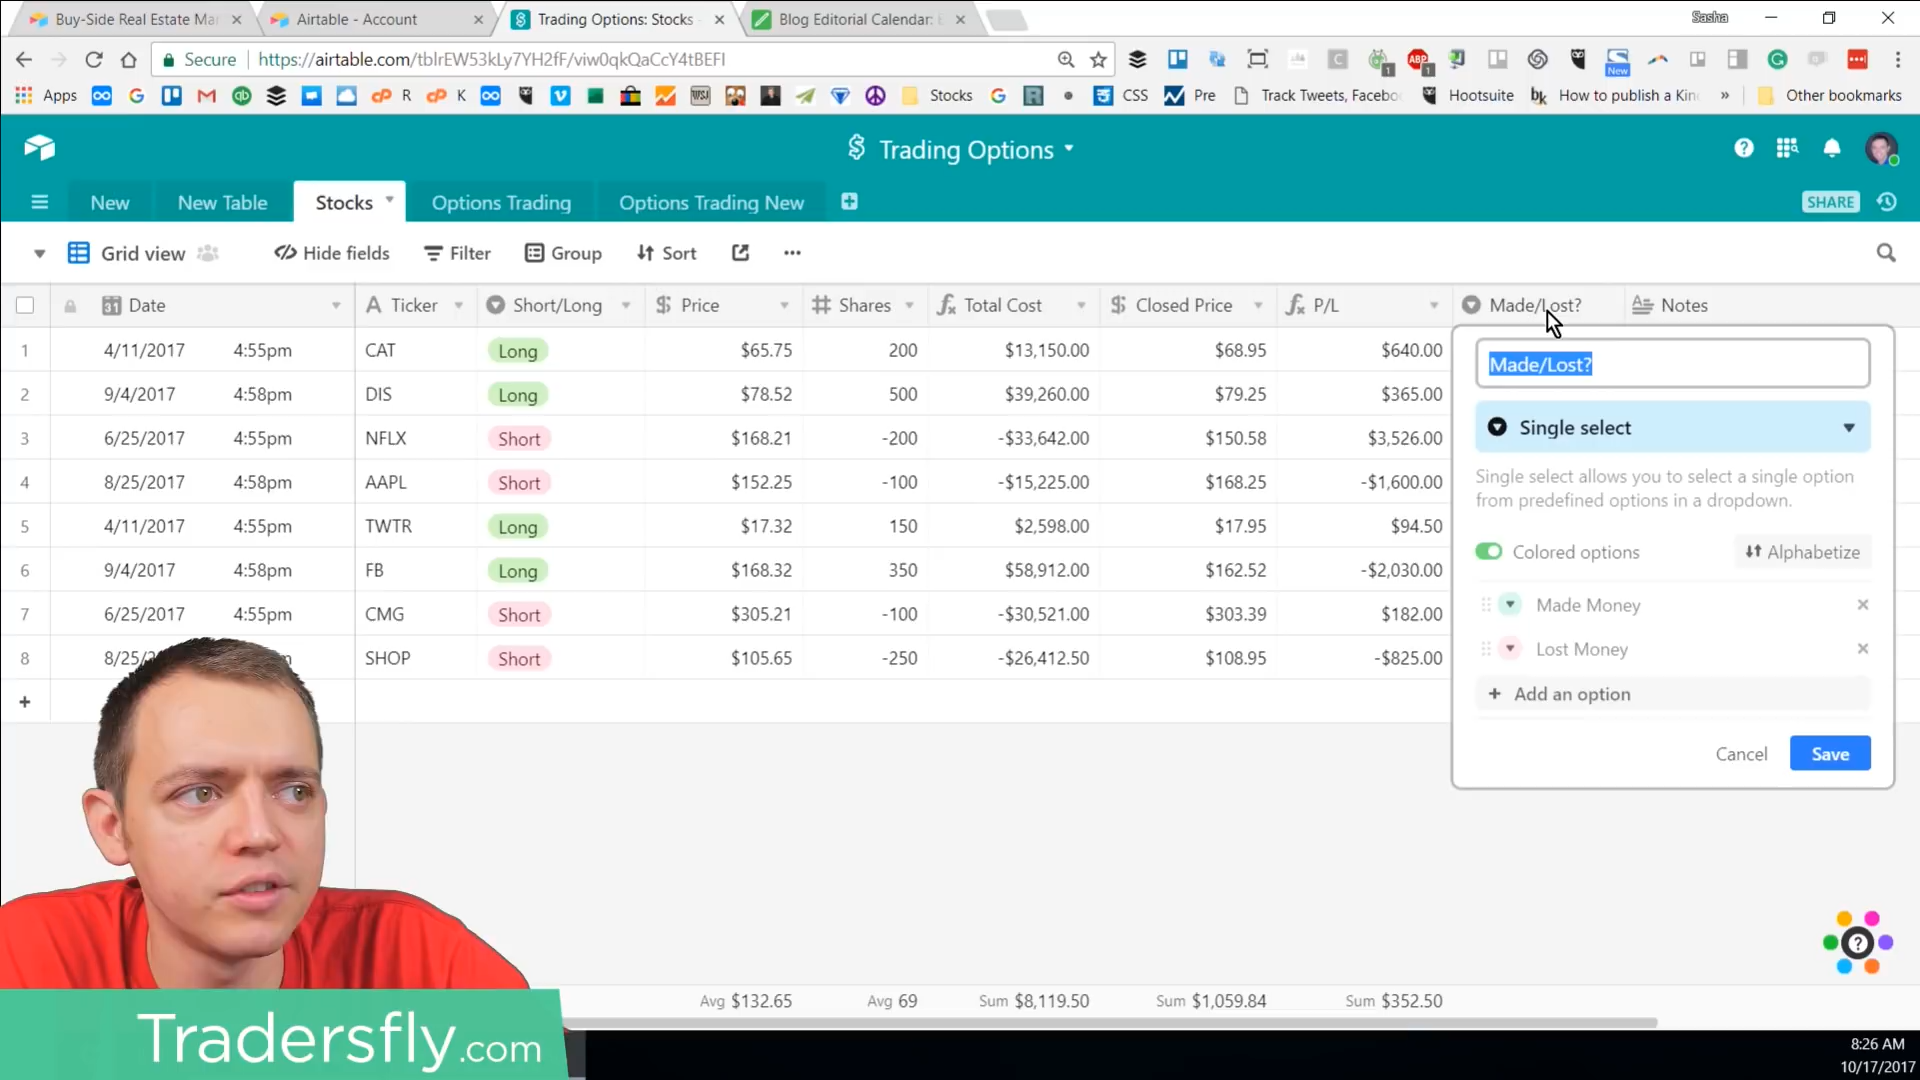 Buy-Side Real Estate Ma
Airtable - Account
Trading Options: Stocks
Blog Editorial Calendar:
Sasha
Secure
https://airtable.com/tblrEW53kLy7YH2fF/viw0qkQaCcY4tBEFI
1
ABP
1
New
Apps
R
K
WSJ
Stocks
CSS
Pre
Track Tweets, Facebo
Hootsuite
bk
How to publish a Kin
»
Other bookmarks
Trading Options
New
New Table
Stocks
Options Trading
Options Trading New
SHARE
Grid view
Hide fields
Filter
Group
Sort
Date
Ticker
Short/Long
Price
Shares
Total Cost
Closed Price
P/L
Made/Lost?
Notes
1 4/11/2017 4:55pm CAT Long $65.75 200 $13,150.00 $68.95 $640.00
2 9/4/2017 4:58pm DIS Long $78.52 500 $39,260.00 $79.25 $365.00
3 6/25/2017 4:55pm NFLX Short $168.21 -200 -$33,642.00 $150.58 $3,526.00
4 8/25/2017 4:58pm AAPL Short $152.25 -100 -$15,225.00 $168.25 -$1,600.00
5 4/11/2017 4:55pm TWTR Long $17.32 150 $2,598.00 $17.95 $94.50
6 9/4/2017 4:58pm FB Long $168.32 350 $58,912.00 $162.52 -$2,030.00
7 6/25/2017 4:55pm CMG Short $305.21 -100 -$30,521.00 $303.39 $182.00
8 8/25/ SHOP Short $105.65 -250 -$26,412.50 $108.95 -$825.00
+
Made/Lost?
Single select
Single select allows you to select a single option
from predefined options in a dropdown.
Colored options
Alphabetize
Made Money
Lost Money
+ Add an option
Cancel
Save
Avg $132.65
Avg 69
Sum $8,119.50
Sum $1,059.84
Sum $352.50
Tradersfly.com
8:26 AM
10/17/2017